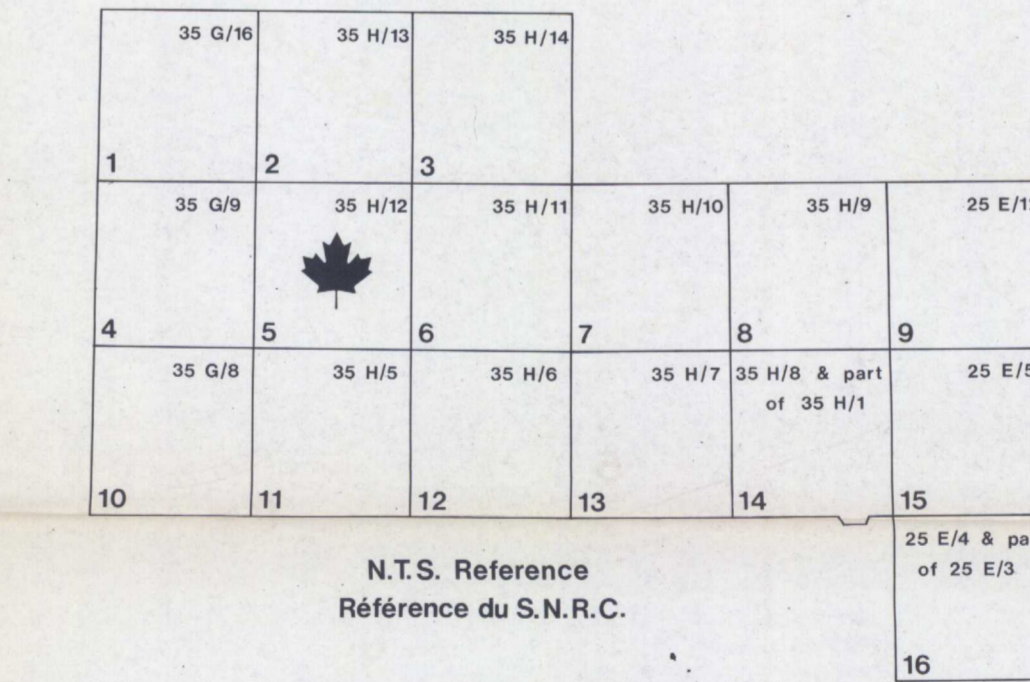 35 G/16 35 H/13 35 H/14
1 2 3
35 G/9 35 H/12 35 H/11 35 H/10 35 H/9
4 5 6 7 8 9
35 G/8 35 H/5 35 H/6 35 H/7 35 H/8 & part 25 E/5
of 35 H/1
10 11 12 13 14 15
25 E/4 &
of 25 E/3
N.T.S. Reference
Référence du S.N.R.C.
16